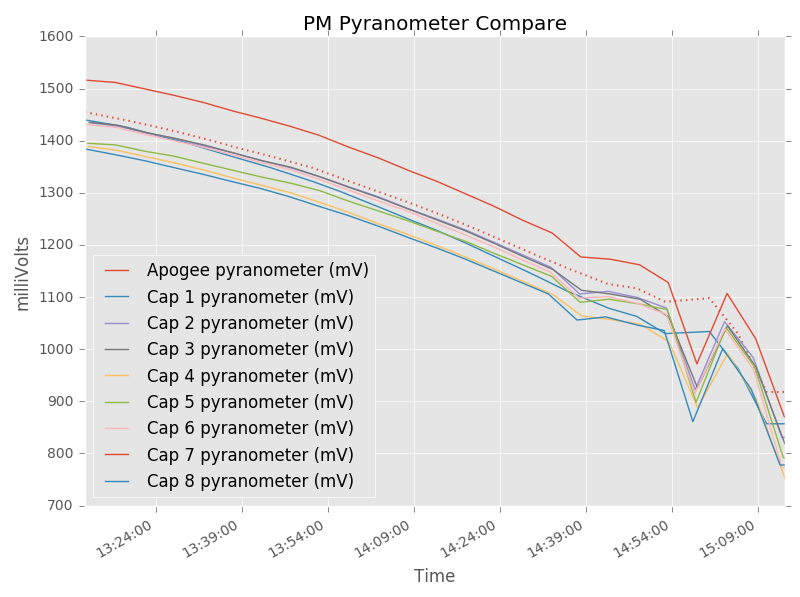 PM Pyranometer Compare
1600
1500
1400
1300
1200
1100
1000
900
800
700
milliVolts
Apogee pyranometer (mV)
Cap 1 pyranometer (mV)
Cap 2 pyranometer (mV)
Cap 3 pyranometer (mV)
Cap 4 pyranometer (mV)
Cap 5 pyranometer (mV)
Cap 6 pyranometer (mV)
Cap 7 pyranometer (mV)
Cap 8 pyranometer (mV)
13:24:00
13:39:00
13:54:00
14:09:00
14:24:00
14:39:00
14:54:00
15:09:00
Time